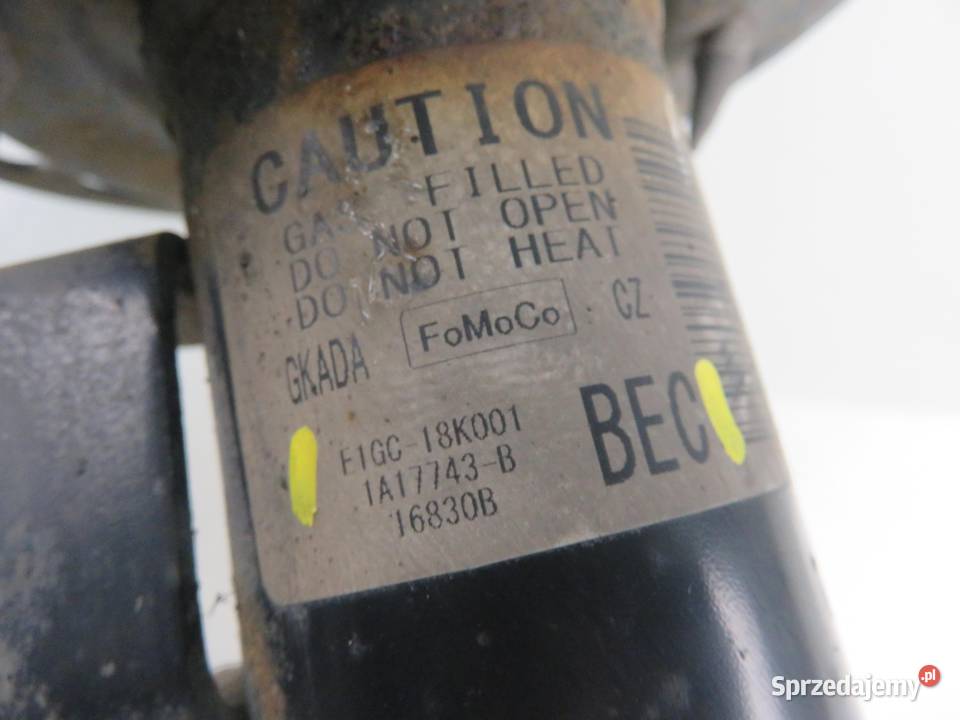 CAUTION
GAS FILLED
DO NOT OPEN
DO NOT HEAT
GKADA FoMoCo CZ
F1GC-18K001 BEC
1A17743-B
16830B
Sprzedajemy.pl